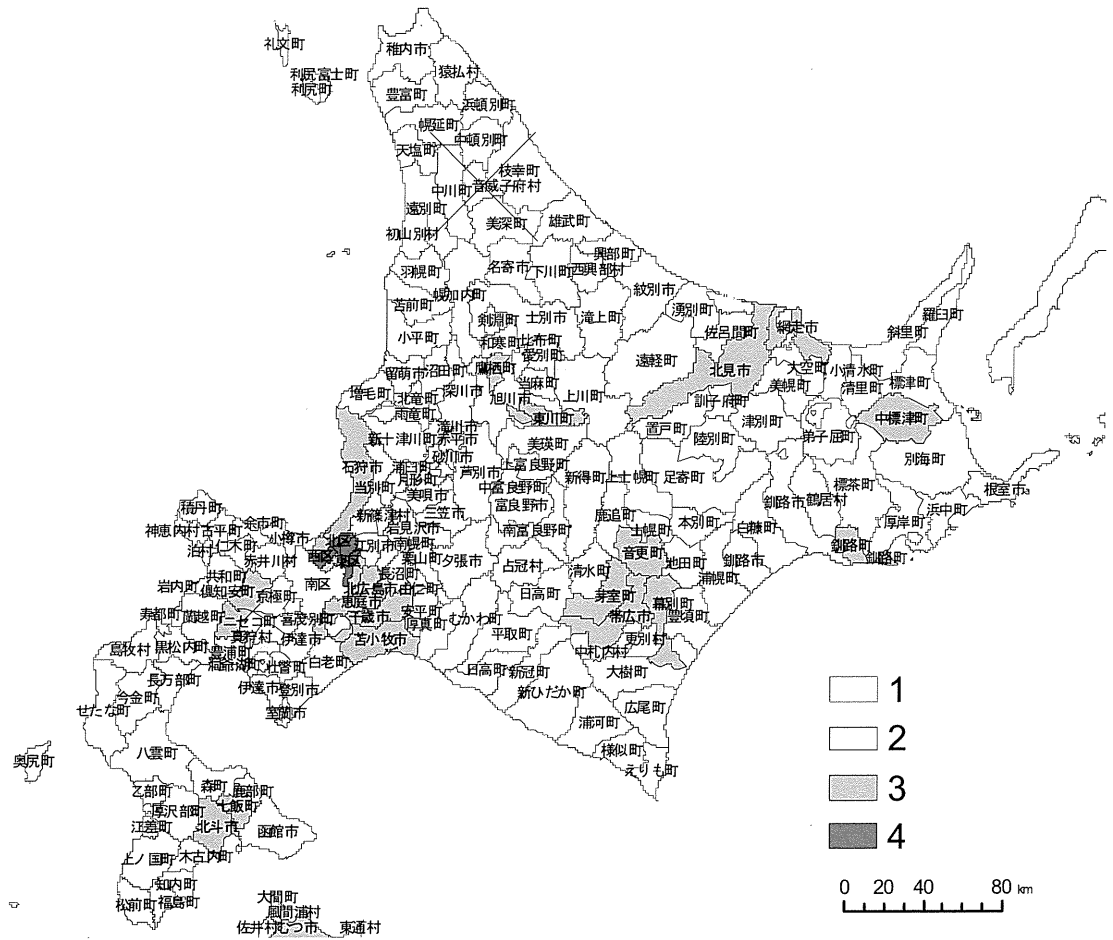 礼文町
稚内市
利尻富士町
猿払村
利尻町
豊富町
浜頓別町
幌延町
中頓別町
天塩町
枝幸町
中川町
音威子府村
遠別町
美深町
雄武町
初山別村
興部町
羽幌町
名寄市
下川町
西興部村
幌加内町
紋別市
苫前町
湧別町
羅臼町
剣淵町
士別市
滝上町
佐呂間町
網走市
斜里町
小平町
和寒町
比布町
愛別町
遠軽町
鷹栖町
北見市
大空町
小清水町
標津町
留萌市
沼田町
当麻町
美幌町
清里町
増毛町
北竜町
深川市
旭川市
上川町
訓子府町
雨竜町
東川町
中標津町
置戸町
津別町
新十津川町
滝川市
赤平市
美瑛町
陸別町
弟子屈町
砂川市
別海町
石狩市
浦臼町
芦別市
上富良野町
新得町
上士幌町
足寄町
標茶町
当別町
月形町
中富良野町
根室市
美唄市
富良野市
釧路市
鶴居村
積丹町
新篠津村
三笠市
鹿追町
浜中町
余市町
岩見沢市
南富良野町
士幌町
本別町
白糠町
厚岸町
神恵内村
古平町
小樽市
北区
江別市
南幌町
音更町
釧路町
泊村
仁木町
赤井川村
西区
栗山町
夕張市
占冠村
清水町
池田町
釧路市
釧路町
共和町
南区
長沼町
浦幌町
岩内町
倶知安町
京極町
北広島市
由仁町
日高町
芽室町
幕別町
恵庭市
寿都町
蘭越町
ニセコ町
喜茂別町
千歳市
安平町
むかわ町
帯広市
豊頃町
厚真町
島牧村
黒松内町
真狩村
伊達市
苫小牧市
平取町
更別村
豊浦町
中札内村
洞爺湖町
壮瞥町
白老町
日高町
新冠町
大樹町
長万部町
伊達市
登別市
新ひだか町
今金町
せたな町
室蘭市
広尾町
浦河町
八雲町
様似町
奥尻町
えりも町
森町
鹿部町
乙部町
厚沢部町
七飯町
江差町
北斗市
函館市
上ノ国町
木古内町
知内町
松前町
福島町
大間町
風間浦村
佐井村
むつ市
東通村
1
2
3
4
0 20 40 80 km